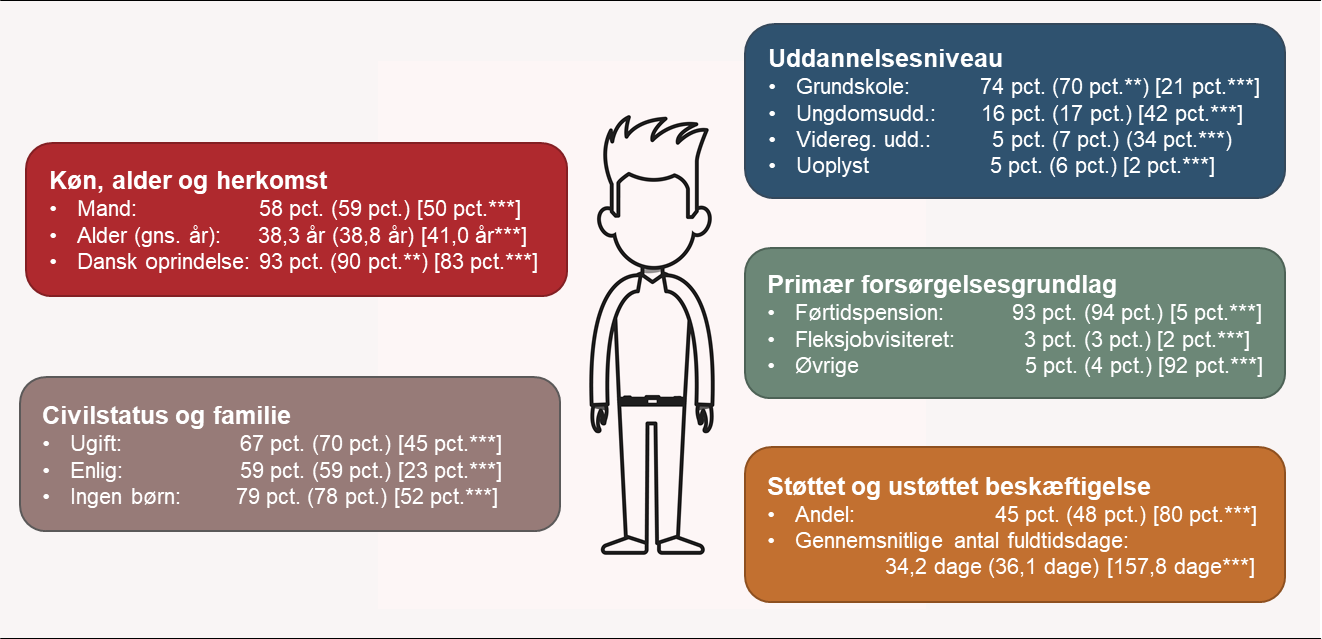 Køn, alder og herkomst
• Mand: 58 pct. (59 pct.) [50 pct.***]
• Alder (gns. år): 38,3 år (38,8 år) [41,0 år***]
• Dansk oprindelse: 93 pct. (90 pct.**) [83 pct.***]
Civilstatus og familie
• Ugift: 67 pct. (70 pct.) [45 pct.***]
• Enlig: 59 pct. (59 pct.) [23 pct.***]
• Ingen børn: 79 pct. (78 pct.) [52 pct.***]
Uddannelsesniveau
• Grundskole: 74 pct. (70 pct.**) [21 pct.***]
• Ungdomsudd.: 16 pct. (17 pct.) [42 pct.***]
• Videreg. udd.: 5 pct. (7 pct.) (34 pct.***)
• Uoplyst 5 pct. (6 pct.) [2 pct.***]
Primær forsørgelsesgrundlag
• Førtidspension: 93 pct. (94 pct.) [5 pct.***]
• Fleksjobvisiteret: 3 pct. (3 pct.) [2 pct.***]
• Øvrige 5 pct. (4 pct.) [92 pct.***]
Støttet og ustøttet beskæftigelse
• Andel: 45 pct. (48 pct.) [80 pct.***]
• Gennemsnitlige antal fuldtidsdage:
34,2 dage (36,1 dage) [157,8 dage***]